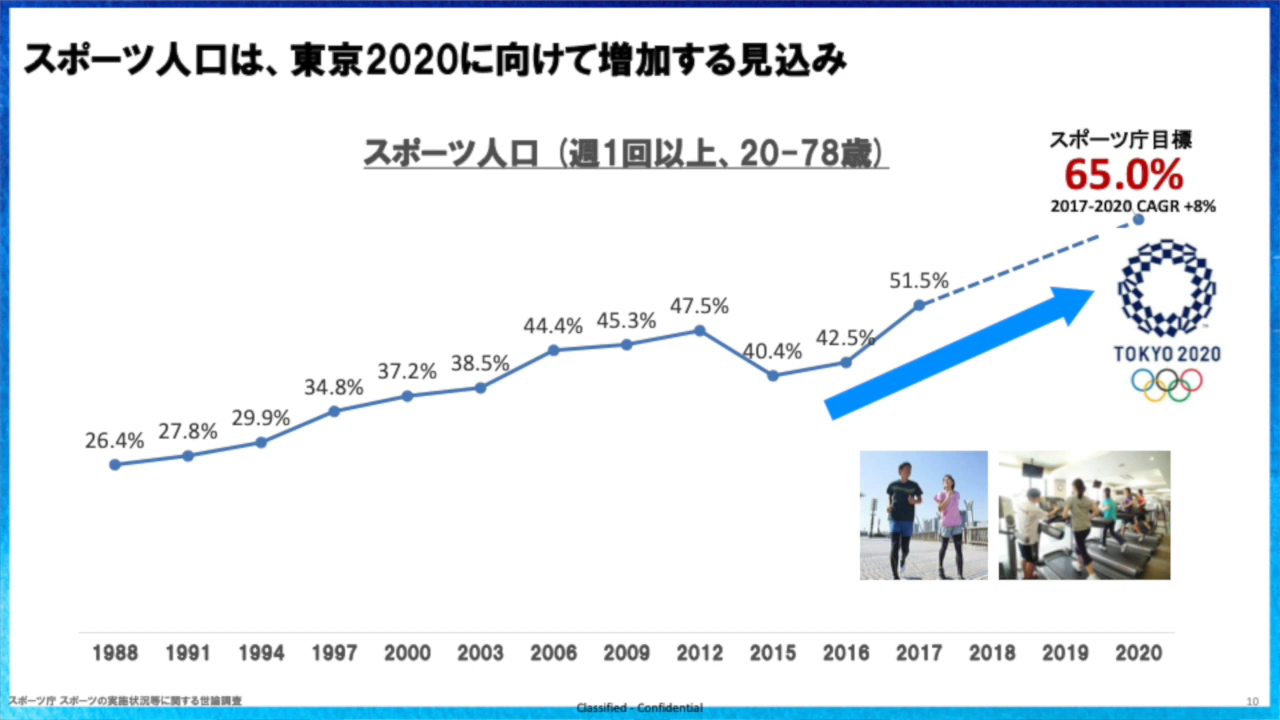 スポーツ人口は、東京2020に向けて増加する見込み
スポーツ人口（週1回以上、20-78歳）
スポーツ庁目標
65.0%
2017-2020 CAGR +8%
26.4%
27.8%
29.9%
34.8%
37.2%
38.5%
44.4%
45.3%
47.5%
40.4%
42.5%
51.5%
TOKYO 2020
1988 1991 1994 1997 2000 2003 2006 2009 2012 2015 2016 2017 2018 2019 2020
スポーツ庁 スポーツの実施状況等に関する世論調査
Classified - Confidential
10